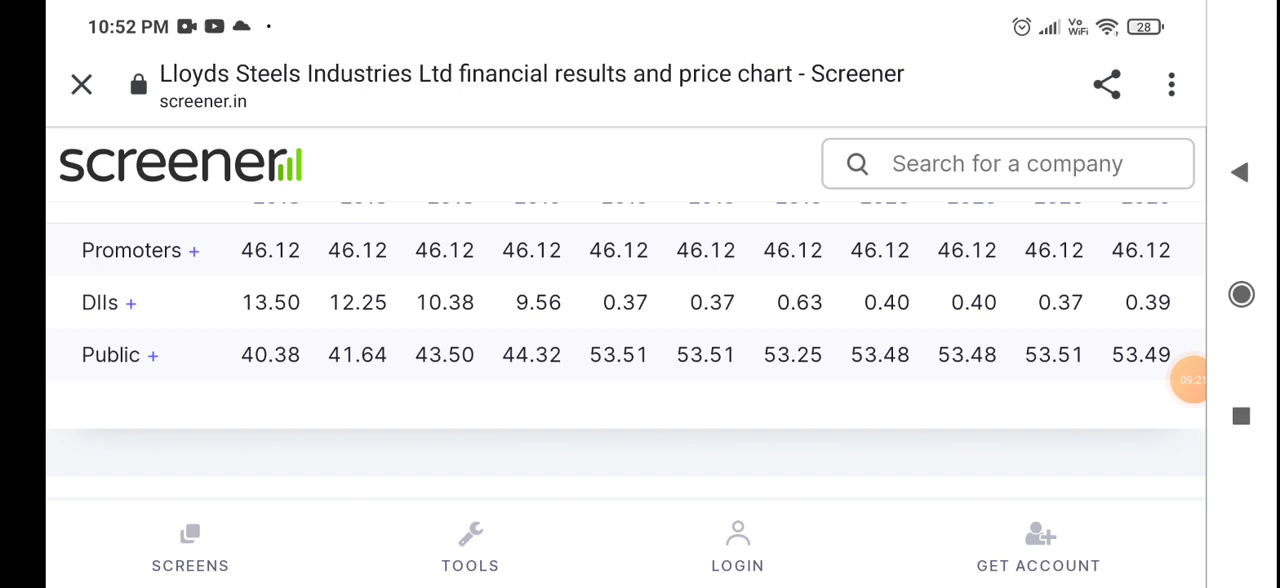 10:52 PM
Vo
WiFi
28
Lloyds Steels Industries Ltd financial results and price chart - Screener
screener.in
screener
Search for a company
Promoters + 46.12 46.12 46.12 46.12 46.12 46.12 46.12 46.12 46.12 46.12 46.12
DIIs + 13.50 12.25 10.38 9.56 0.37 0.37 0.63 0.40 0.40 0.37 0.39
Public + 40.38 41.64 43.50 44.32 53.51 53.51 53.25 53.48 53.48 53.51 53.49
09:21
SCREENS TOOLS LOGIN GET ACCOUNT